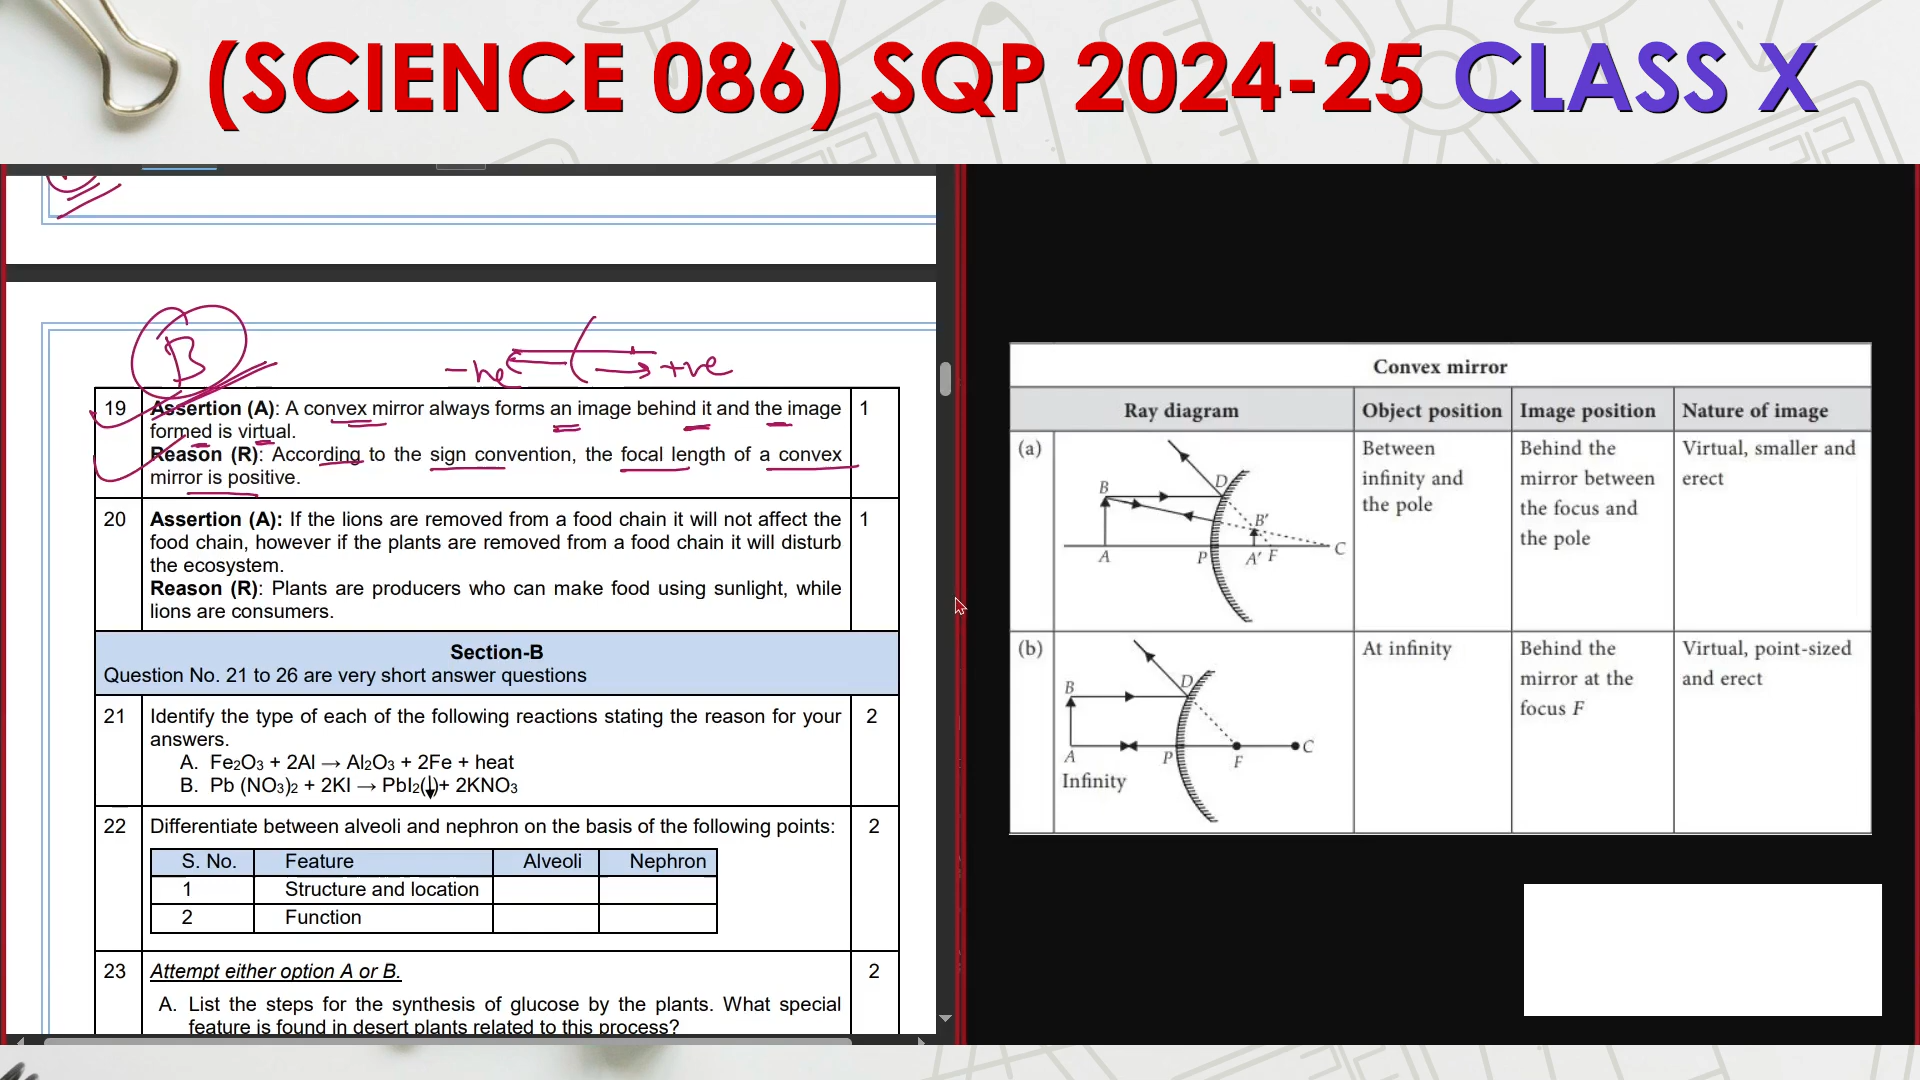 (SCIENCE 086) SQP 2024-25 CLASS X
B
-ve
+ve
19 Assertion (A): A convex mirror always forms an image behind it and the image 1
formed is virtual.
Reason (R): According to the sign convention, the focal length of a convex
mirror is positive.
20 Assertion (A): If the lions are removed from a food chain it will not affect the 1
food chain, however if the plants are removed from a food chain it will disturb
the ecosystem.
Reason (R): Plants are producers who can make food using sunlight, while
lions are consumers.
Section-B
Question No. 21 to 26 are very short answer questions
21 Identify the type of each of the following reactions stating the reason for your 2
answers.
A. Fe2O3 + 2Al → Al2O3 + 2Fe + heat
B. Pb (NO3)2 + 2KI → PbI2(↓)+ 2KNO3
22 Differentiate between alveoli and nephron on the basis of the following points: 2
S. No. Feature Alveoli Nephron
1 Structure and location
2 Function
23 Attempt either option A or B. 2
A. List the steps for the synthesis of glucose by the plants. What special
feature is found in desert plants related to this process?
Convex mirror
Ray diagram Object position Image position Nature of image
(a) Between Behind the Virtual, smaller and
infinity and mirror between erect
the pole the focus and
the pole
B D B' A P A' F C
(b) At infinity Behind the Virtual, point-sized
mirror at the and erect
focus F
B D A P F C
Infinity